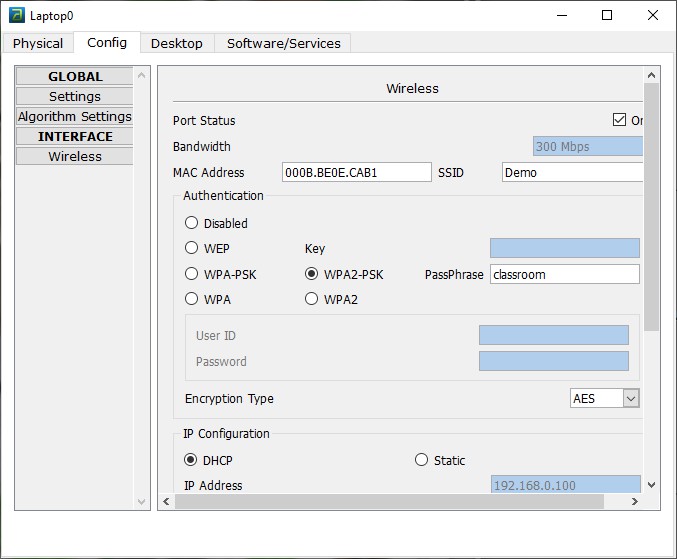 Laptop0
Physical Config Desktop Software/Services
GLOBAL
Settings
Algorithm Settings
INTERFACE
Wireless
Wireless
Port Status On
Bandwidth 300 Mbps
MAC Address 000B.BE0E.CAB1 SSID Demo
Authentication
Disabled
WEP Key
WPA-PSK WPA2-PSK PassPhrase classroom
WPA WPA2
User ID
Password
Encryption Type AES
IP Configuration
DHCP Static
IP Address 192.168.0.100